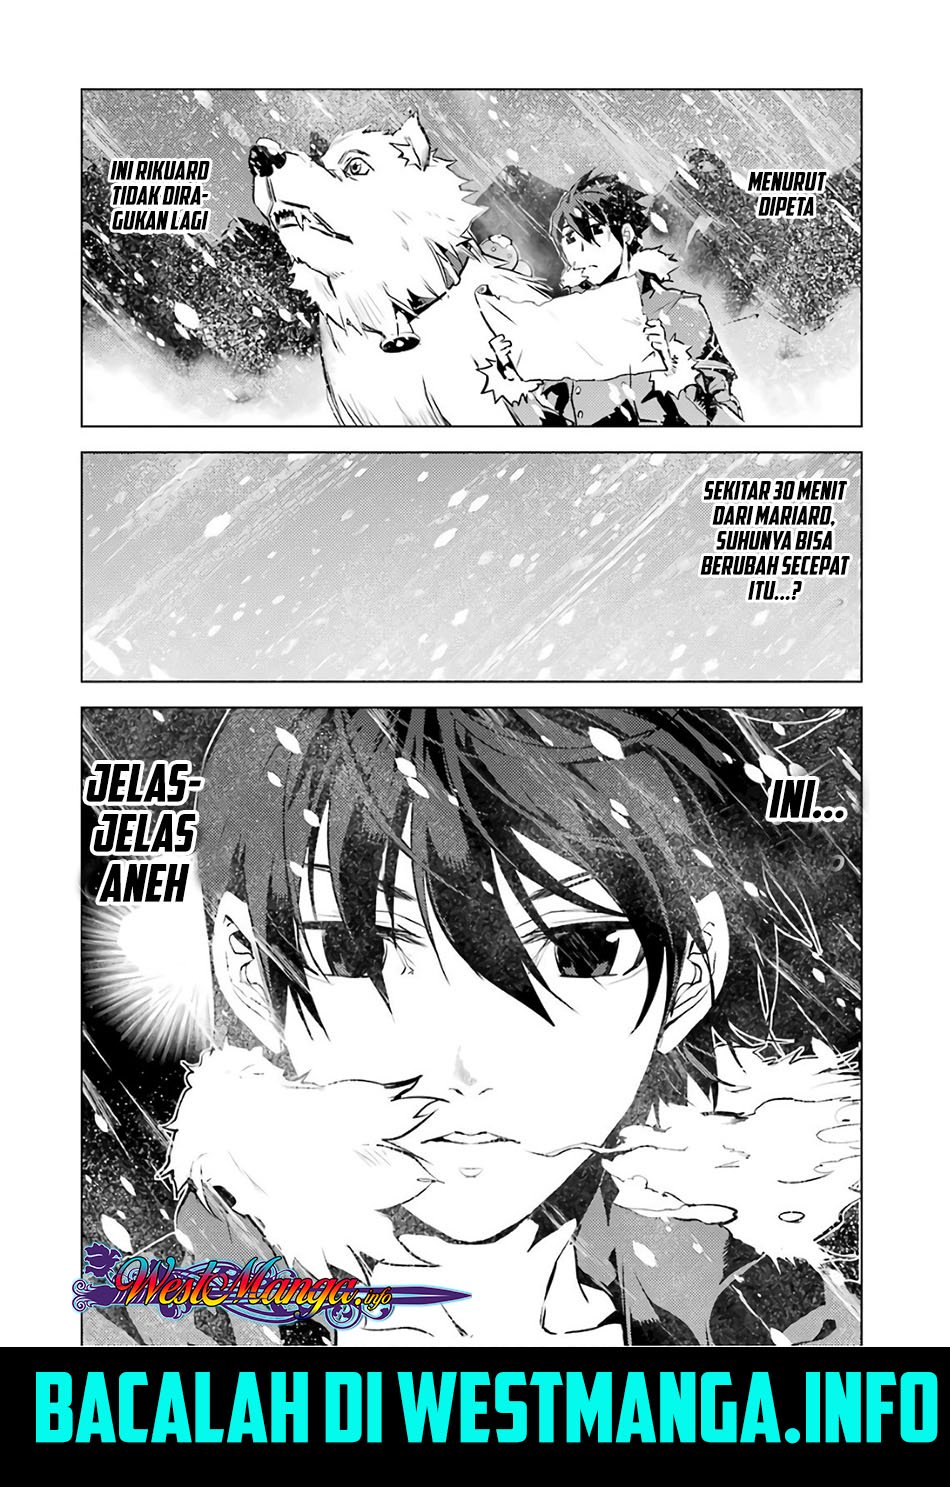 MENURUT
DIPETA
INI RIKUARD
TIDAK DIRA-
GUKAN LAGI
SEKITAR 30 MENIT
DARI MARIARD,
SUHUNYA BISA
BERUBAH SECEPAT
ITU...?
INI...
JELAS-
JELAS
ANEH
WestManga.info
BACALAH DI WESTMANGA.INFO